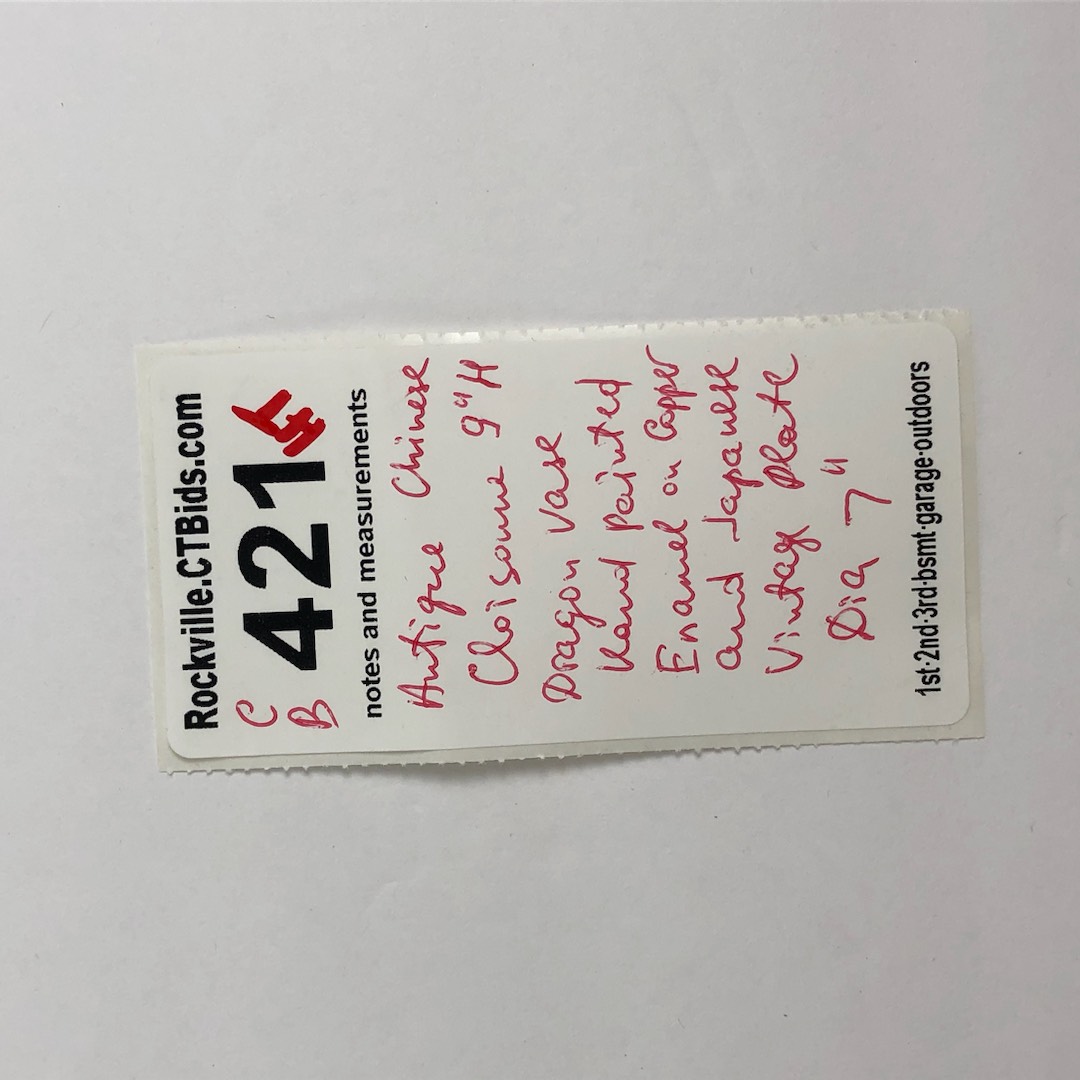 Rockville.CTBids.com
C
B 421
notes and measurements
Antique Chinese
Cloisonne 9"H
Dragon Vase
Hand painted
Enamel on Copper
and Japanese
Vintage Plate
Dia 7"
1st·2nd·3rd·bsmt·garage·outdoors